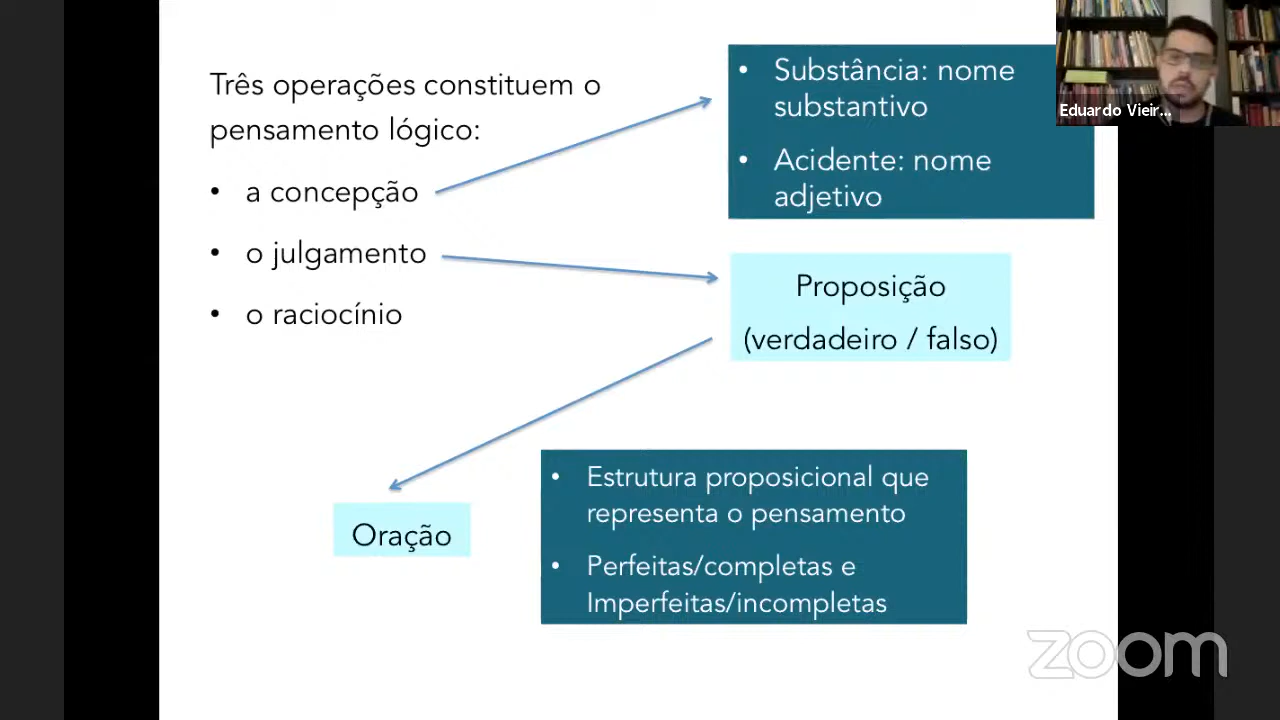 Três operações constituem o
pensamento lógico:
• a concepção
• o julgamento
• o raciocínio
• Substância: nome
substantivo
• Acidente: nome
adjetivo
Eduardo Vieir...
Proposição
(verdadeiro / falso)
Oração
• Estrutura proposicional que
representa o pensamento
• Perfeitas/completas e
Imperfeitas/incompletas
zoom